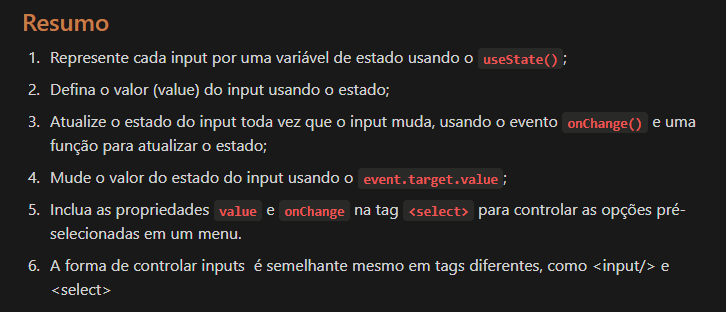 Resumo
1. Represente cada input por uma variável de estado usando o useState();
2. Defina o valor (value) do input usando o estado;
3. Atualize o estado do input toda vez que o input muda, usando o evento onChange() e uma
função para atualizar o estado;
4. Mude o valor do estado do input usando o event.target.value;
5. Inclua as propriedades value e onChange na tag <select> para controlar as opções pré-
selecionadas em um menu.
6. A forma de controlar inputs é semelhante mesmo em tags diferentes, como <input/> e
<select>